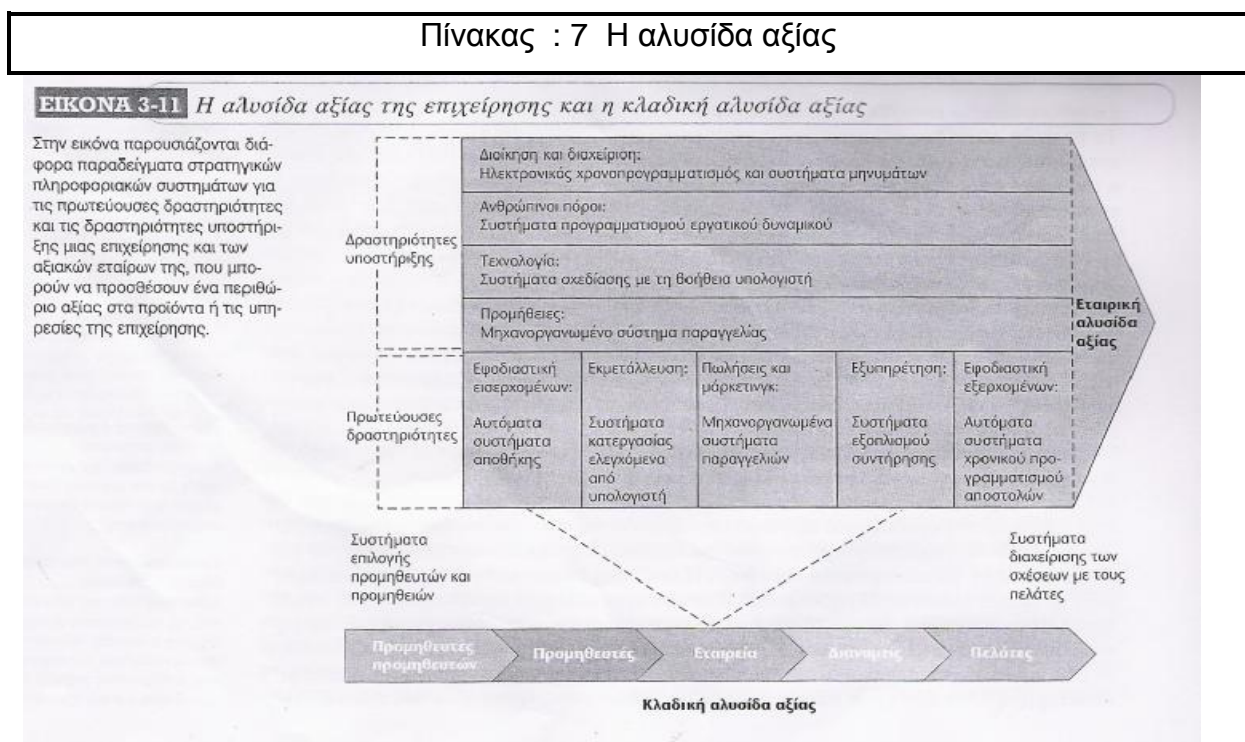 Πίνακας : 7 Η αλυσίδα αξίας
ΕΙΚΟΝΑ 3-11 Η αλυσίδα αξίας της επιχείρησης και η κλαδική αλυσίδα αξίας
Στην εικόνα παρουσιάζονται διά-
φορα παραδείγματα στρατηγικών
πληροφοριακών συστημάτων για
τις πρωτεύουσες δραστηριότητες
και τις δραστηριότητες υποστήρι-
ξης μιας επιχείρησης και των
αξιακών εταίρων της, που μπο-
ρούν να προσθέσουν ένα περιθώ-
ριο αξίας στα προϊόντα ή τις υπη-
ρεσίες της επιχείρησης.
Δραστηριότητες
υποστήριξης
Διοίκηση και διαχείριση:
Ηλεκτρονικός χρονοπρογραμματισμός και συστήματα μηνυμάτων
Ανθρώπινοι πόροι:
Συστήματα προγραμματισμού εργατικού δυναμικού
Τεχνολογία:
Συστήματα σχεδίασης με τη βοήθεια υπολογιστή
Προμήθειες:
Μηχανοργανωμένο σύστημα παραγγελίας
Εταιρική
αλυσίδα
αξίας
Πρωτεύουσες
δραστηριότητες
Εφοδιαστική
εισερχομένων:
Αυτόματα
συστήματα
αποθήκης
Εκμετάλλευση:
Συστήματα
κατεργασίας
ελεγχόμενα
από
υπολογιστή
Πωλήσεις και
μάρκετινγκ:
Μηχανοργανωμένα
συστήματα
παραγγελιών
Εξυπηρέτηση:
Συστήματα
εξοπλισμού
συντήρησης
Εφοδιαστική
εξερχομένων:
Αυτόματα
συστήματα
χρονικού προ-
γραμματισμού
αποστολών
Συστήματα
επιλογής
προμηθευτών και
προμηθειών
Συστήματα
διαχείρισης των
σχέσεων με τους
πελάτες
Προμηθευτές
προμηθευτών
Προμηθευτές
Εταιρεία
Διανομείς
Πελάτες
Κλαδική αλυσίδα αξίας